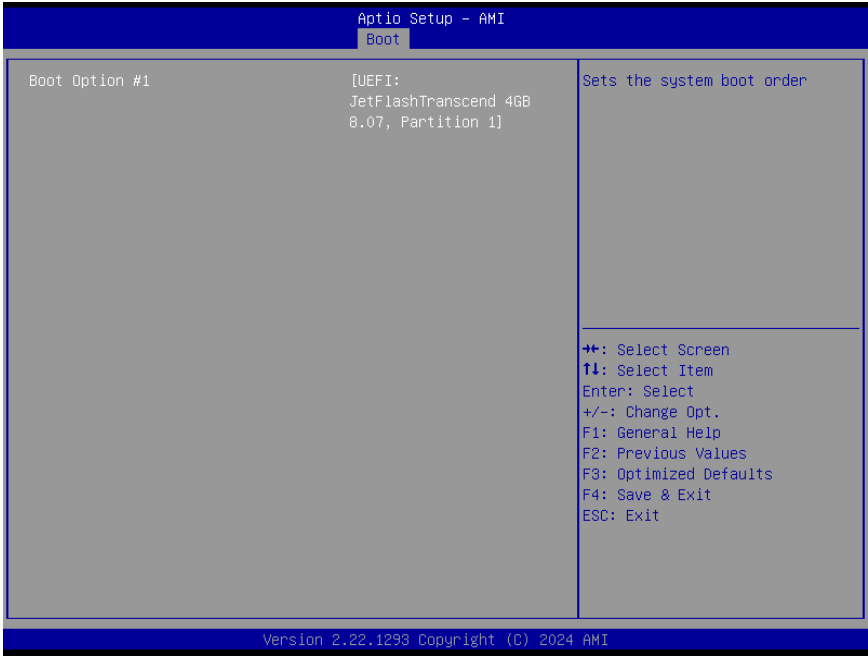 Aptio Setup – AMI
Boot
Boot Option #1
[UEFI:
JetFlashTranscend 4GB
8.07, Partition 1]
Sets the system boot order
→←: Select Screen
↑↓: Select Item
Enter: Select
+/-: Change Opt.
F1: General Help
F2: Previous Values
F3: Optimized Defaults
F4: Save & Exit
ESC: Exit
Version 2.22.1293 Copyright (C) 2024 AMI